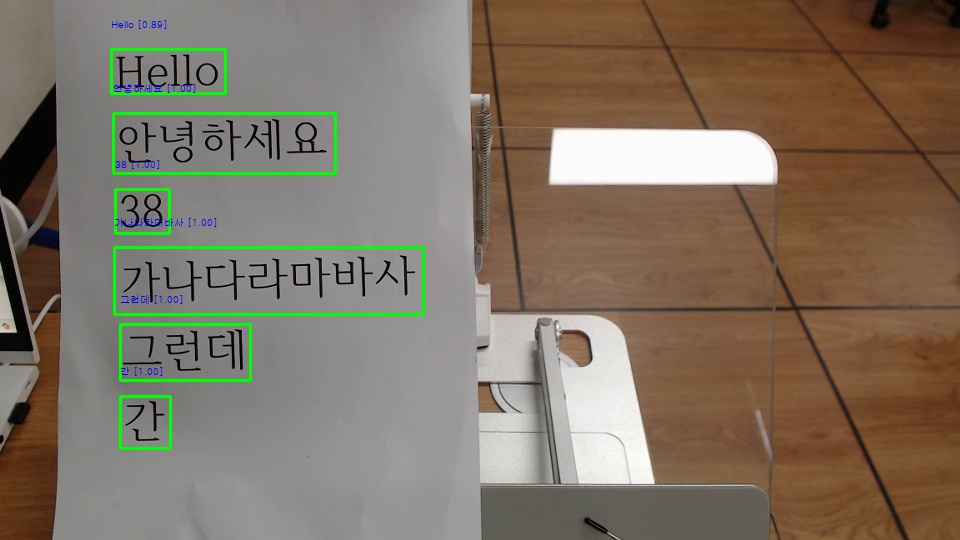 Hello [0.89]
Hello
안녕하세요 [1.00]
안녕하세요
38 [1.00]
38
가나다라마바사 [1.00]
가나다라마바사
그런데 [1.00]
그런데
간 [1.00]
간